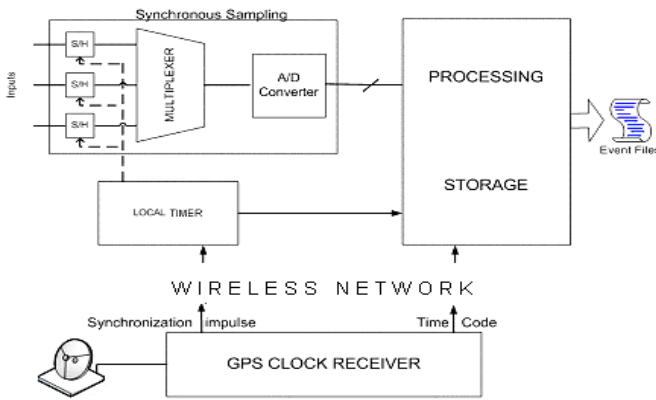 Synchronous Sampling
Inputs
S/H
S/H
S/H
MULTIPLEXER
A/D
Converter
PROCESSING
STORAGE
Event Files
LOCAL TIMER
WIRELESS NETWORK
Synchronization impulse
Time Code
GPS CLOCK RECEIVER